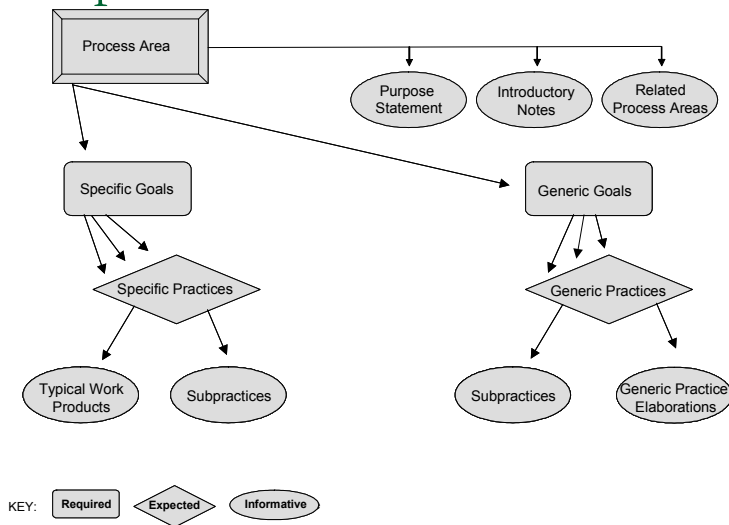 Process Area
Purpose
Statement
Introductory
Notes
Related
Process Areas
Specific Goals
Generic Goals
Specific Practices
Generic Practices
Typical Work
Products
Subpractices
Subpractices
Generic Practice
Elaborations
KEY:
Required
Expected
Informative